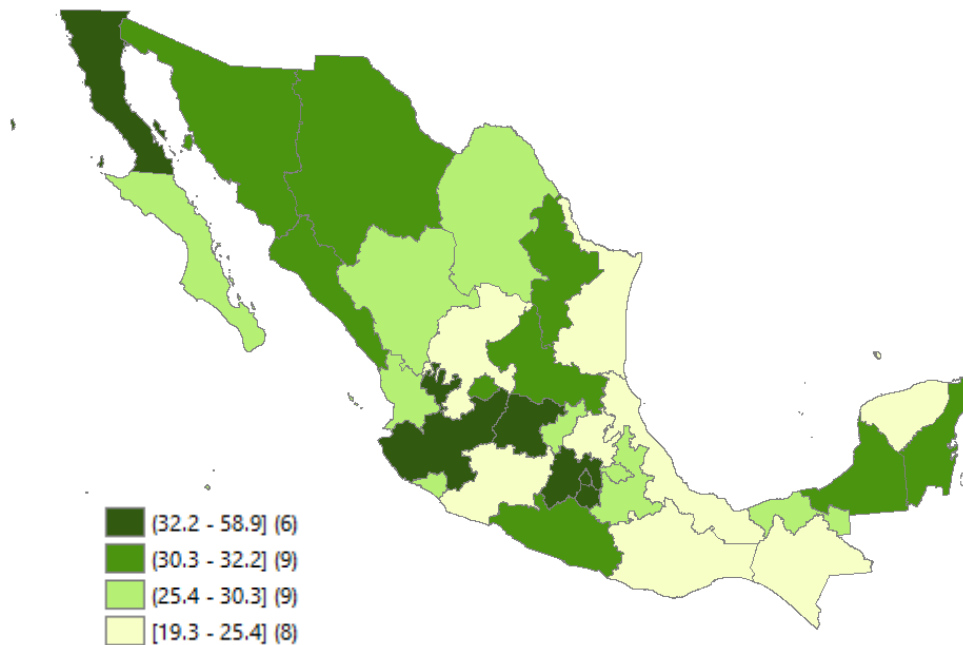 (32.2 - 58.9] (6)
(30.3 - 32.2] (9)
(25.4 - 30.3] (9)
[19.3 - 25.4] (8)